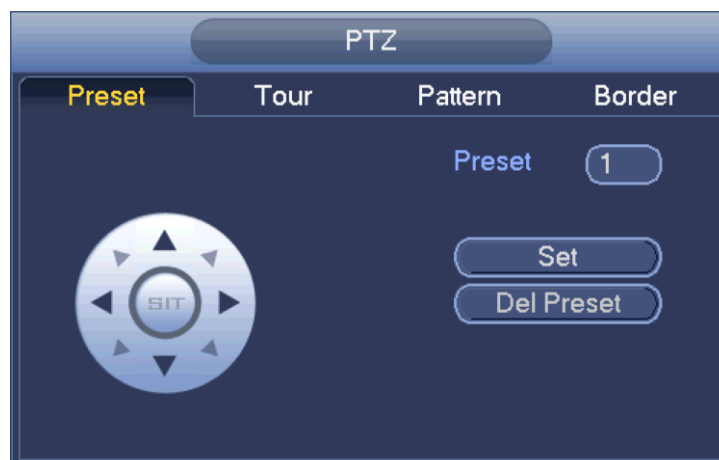 PTZ
Preset Tour Pattern Border
Preset 1
Set
SIT
Del Preset